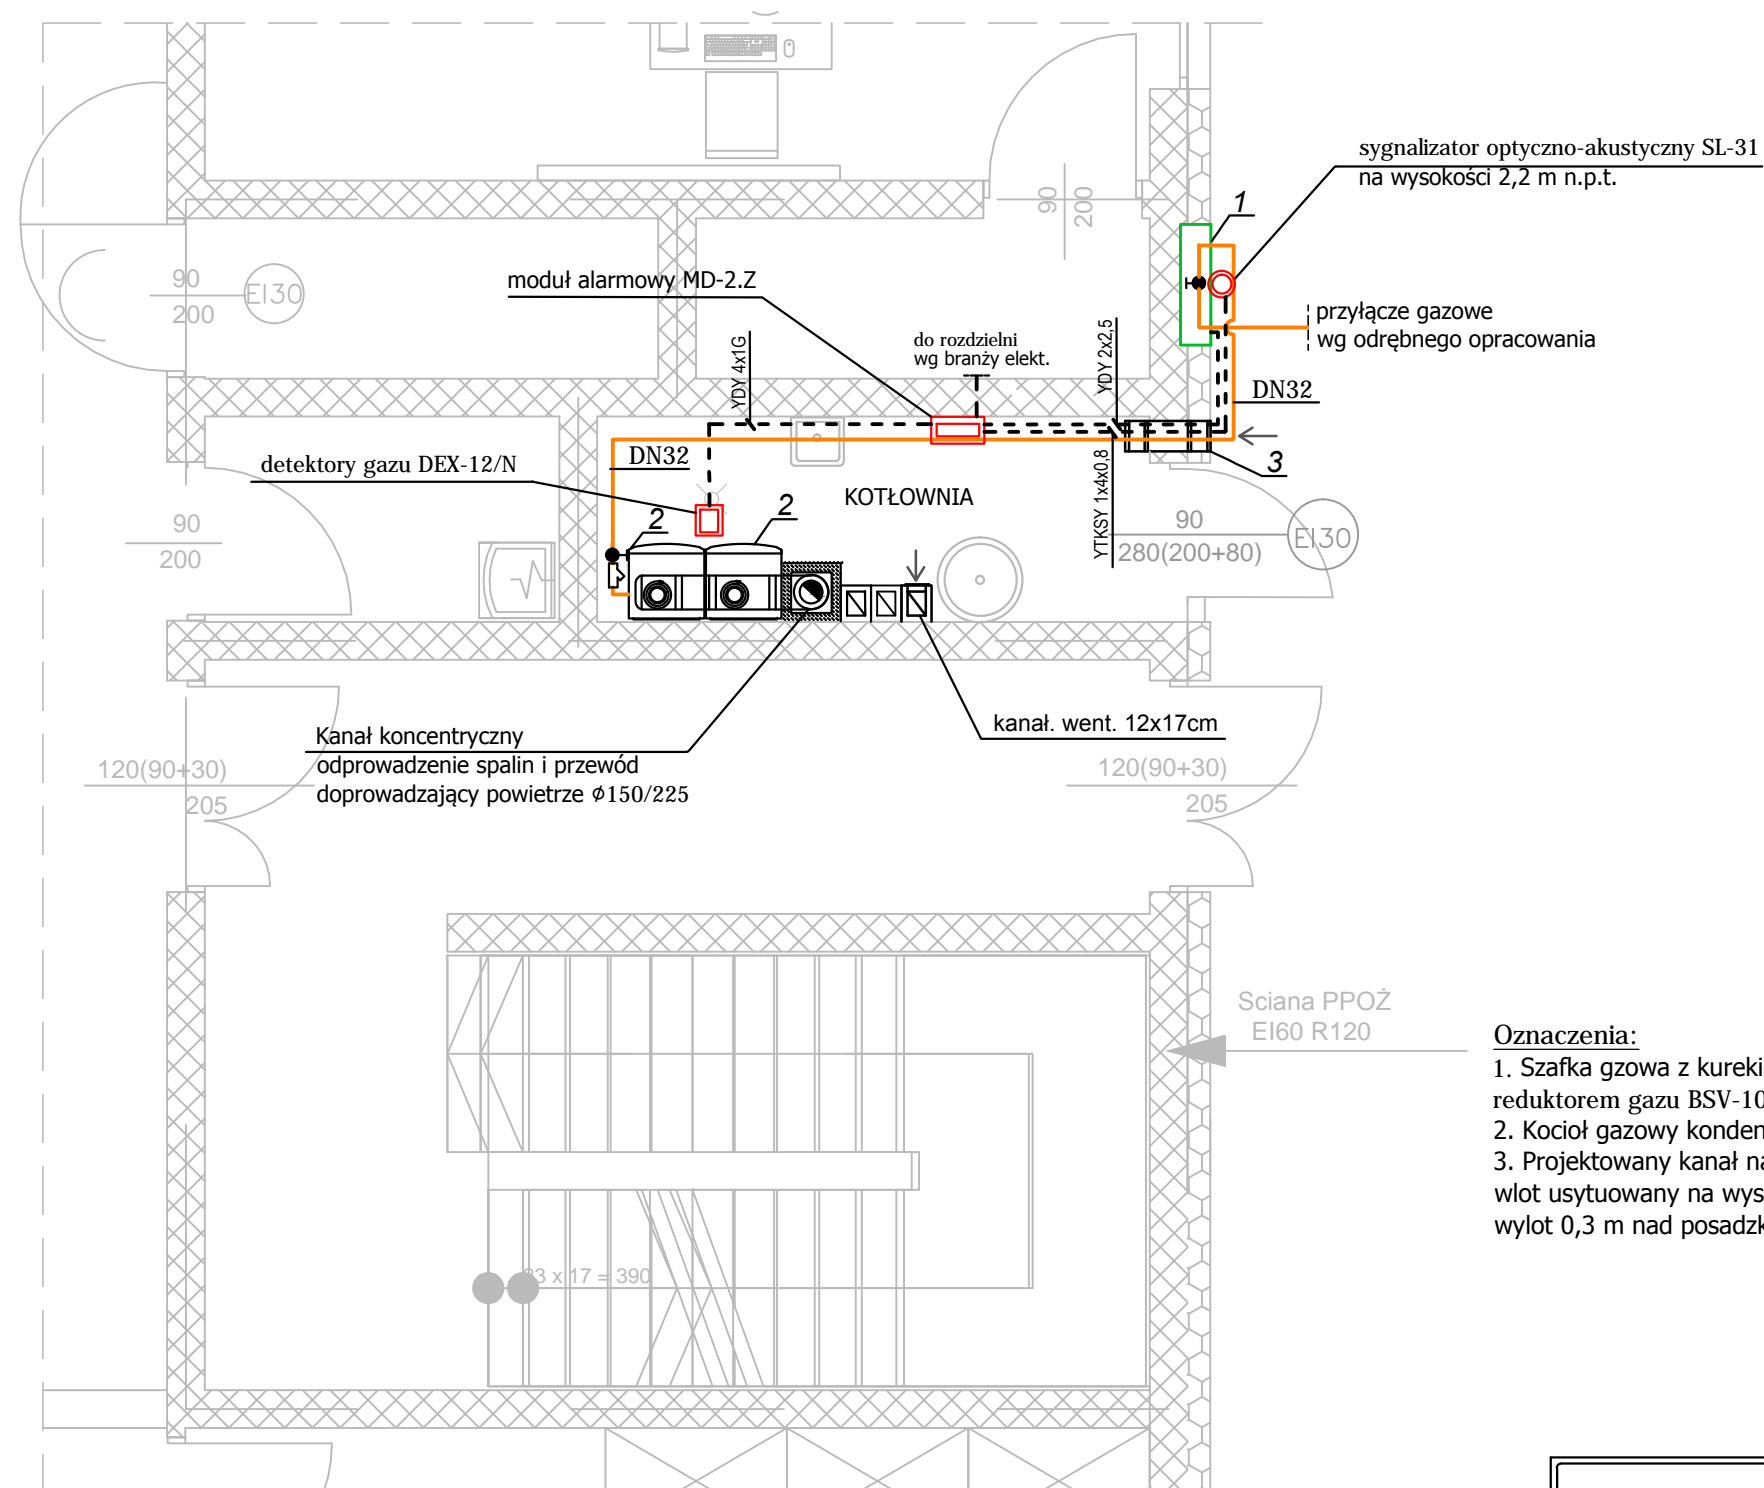 sygnalizator optyczno-akustyczny SL-31
na wysokości 2,2 m n.p.t.
90
200
1
moduł alarmowy MD-2.Z
90
200
EI30
przyłącze gazowe
wg odrębnego opracowania
do rozdzielni
wg branży elekt.
YDY 4x1G
YDY 2x2,5
DN32
detektory gazu DEX-12/N
DN32
3
KOTŁOWNIA
YTKSY 1x4x0,8
2
2
90
200
90
280(200+80)
EI30
Kanał koncentryczny
odprowadzenie spalin i przewód
doprowadzający powietrze ϕ150/225
kanał. went. 12x17cm
120(90+30)
205
120(90+30)
205
Sciana PPOŻ
EI60 R120
Oznaczenia:
1. Szafka gzowa z kureki
reduktorem gazu BSV-10
2. Kocioł gazowy konden
3. Projektowany kanał na
wlot usytuowany na wys
wylot 0,3 m nad posadzk
x 17 = 390